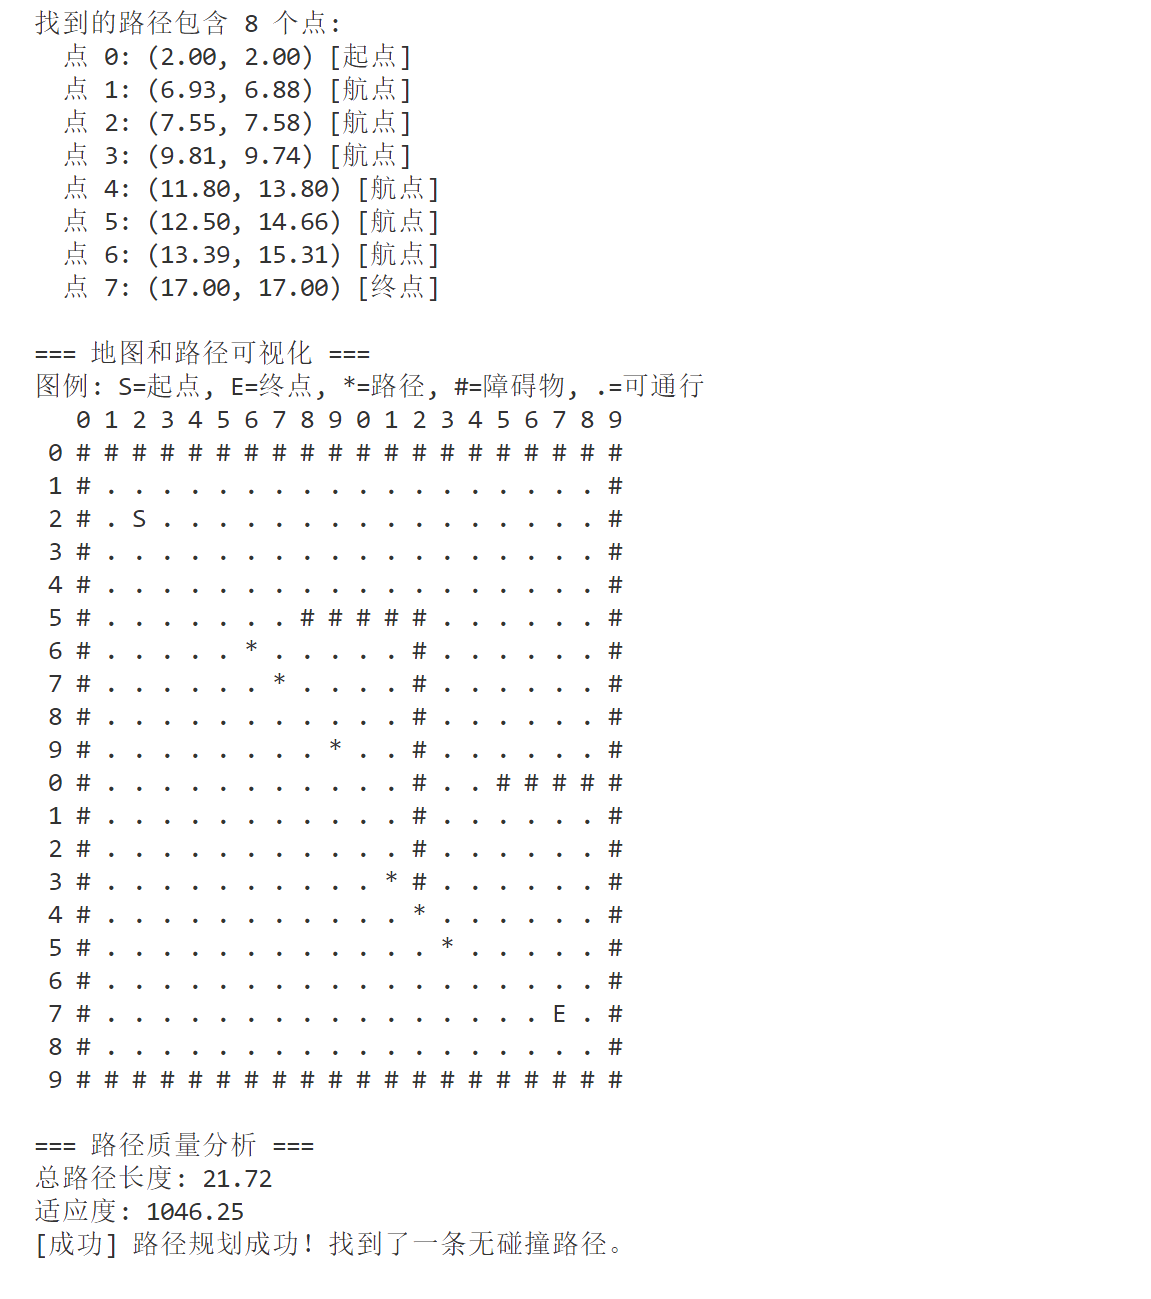 找到的路径包含 8 个点:
  点 0: (2.00, 2.00) [起点]
  点 1: (6.93, 6.88) [航点]
  点 2: (7.55, 7.58) [航点]
  点 3: (9.81, 9.74) [航点]
  点 4: (11.80, 13.80) [航点]
  点 5: (12.50, 14.66) [航点]
  点 6: (13.39, 15.31) [航点]
  点 7: (17.00, 17.00) [终点]

=== 地图和路径可视化 ===
图例: S=起点, E=终点, *=路径, #=障碍物, .=可通行
   0 1 2 3 4 5 6 7 8 9 0 1 2 3 4 5 6 7 8 9
 0 # # # # # # # # # # # # # # # # # # # #
 1 # . . . . . . . . . . . . . . . . . . #
 2 # . S . . . . . . . . . . . . . . . . #
 3 # . . . . . . . . . . . . . . . . . . #
 4 # . . . . . . . . . . . . . . . . . . #
 5 # . . . . . . . # # # # # . . . . . . #
 6 # . . . . . * . . . . . # . . . . . . #
 7 # . . . . . . * . . . . # . . . . . . #
 8 # . . . . . . . . . . . # . . . . . . #
 9 # . . . . . . . . * . . # . . . . . . #
 0 # . . . . . . . . . . . # . . # # # # #
 1 # . . . . . . . . . . . # . . . . . . #
 2 # . . . . . . . . . . . # . . . . . . #
 3 # . . . . . . . . . . * # . . . . . . #
 4 # . . . . . . . . . . . * . . . . . . #
 5 # . . . . . . . . . . . . * . . . . . #
 6 # . . . . . . . . . . . . . . . . . . #
 7 # . . . . . . . . . . . . . . . . E . #
 8 # . . . . . . . . . . . . . . . . . . #
 9 # # # # # # # # # # # # # # # # # # # #

=== 路径质量分析 ===
总路径长度: 21.72
适应度: 1046.25
[成功] 路径规划成功! 找到了一条无碰撞路径。